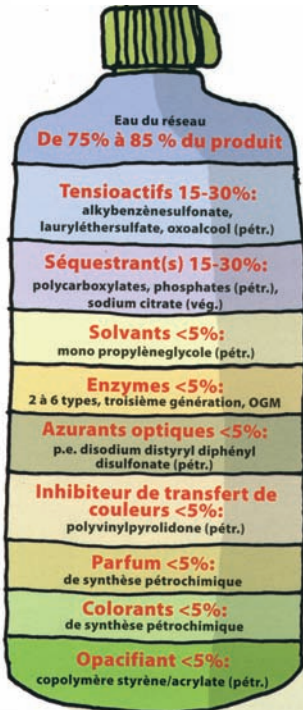 Eau du réseau
De 75% à 85 % du produit
Tensioactifs 15-30%:
alkybenzènesulfonate,
lauryléthersulfate, oxoalcool (pétr.)
Séquestrant(s) 15-30%:
polycarboxylates, phosphates (pétr.),
sodium citrate (vég.)
Solvants <5%:
mono propylèneglycole (pétr.)
Enzymes <5%:
2 à 6 types, troisième génération, OGM
Azurants optiques <5%:
p.e. disodium distyryl diphényl
disulfonate (pétr.)
Inhibiteur de transfert de
couleurs <5%:
polyvinylpyrolidone (pétr.)
Parfum <5%:
de synthèse pétrochimique
Colorants <5%:
de synthèse pétrochimique
Opacifiant <5%:
copolymère styrène/acrylate (pétr.)